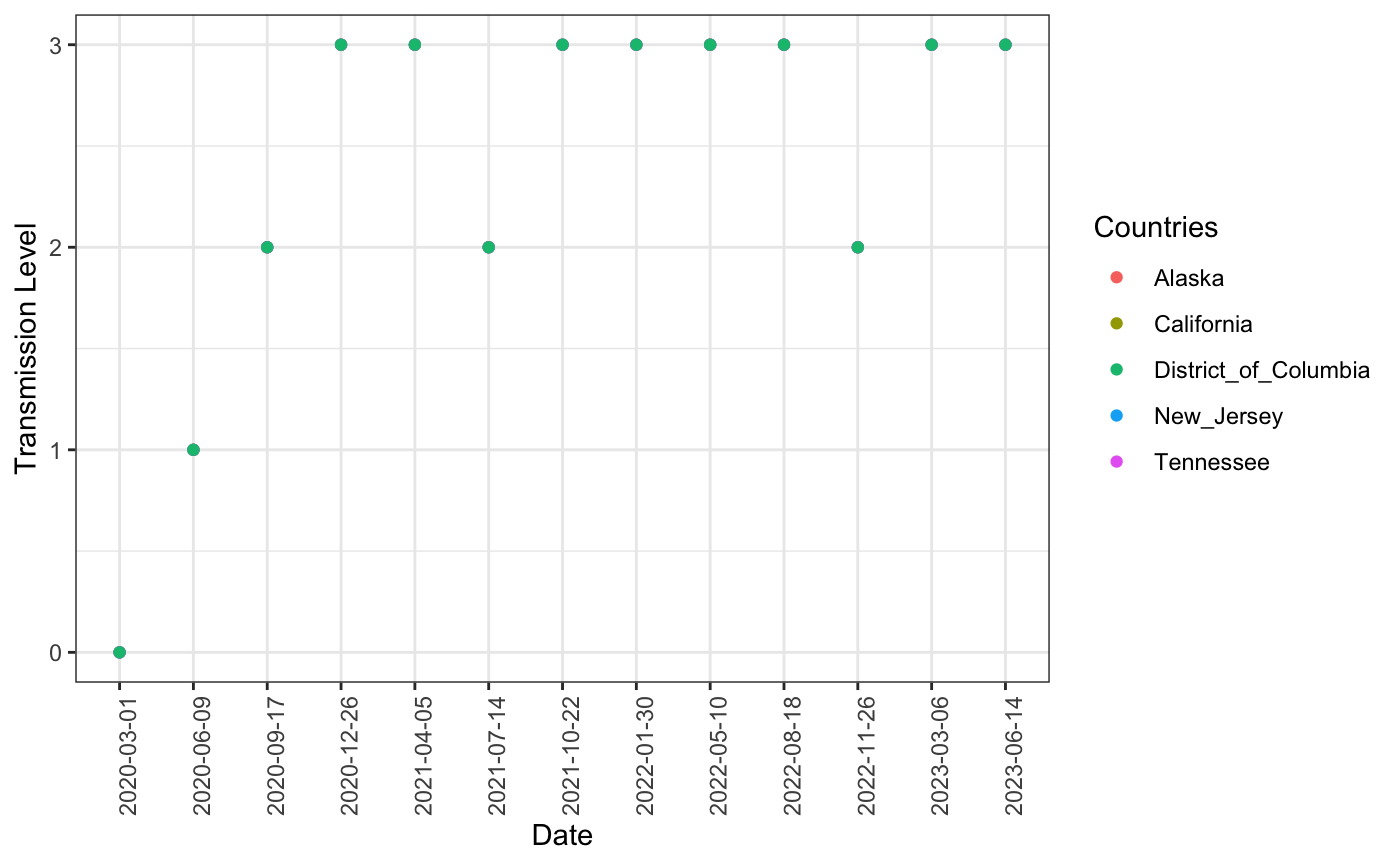 3
2
1
0
Transmission Level
2020-03-01
2020-06-09
2020-09-17
2020-12-26
2021-04-05
2021-07-14
2021-10-22
2022-01-30
2022-05-10
2022-08-18
2022-11-26
2023-03-06
2023-06-14
Date
Countries
Alaska
California
District_of_Columbia
New_Jersey
Tennessee